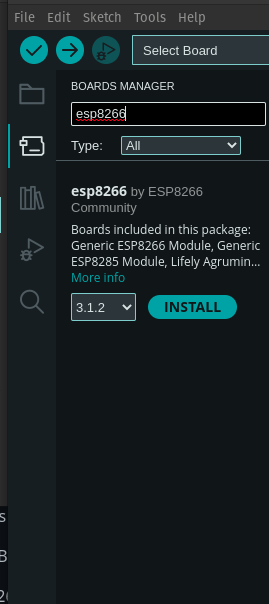 File Edit Sketch Tools Help
Select Board
BOARDS MANAGER
esp8266
Type: All
esp8266 by ESP8266
Community
Boards included in this package:
Generic ESP8266 Module, Generic
ESP8285 Module, Lifely Agrumin...
More info
3.1.2 INSTALL
s
B